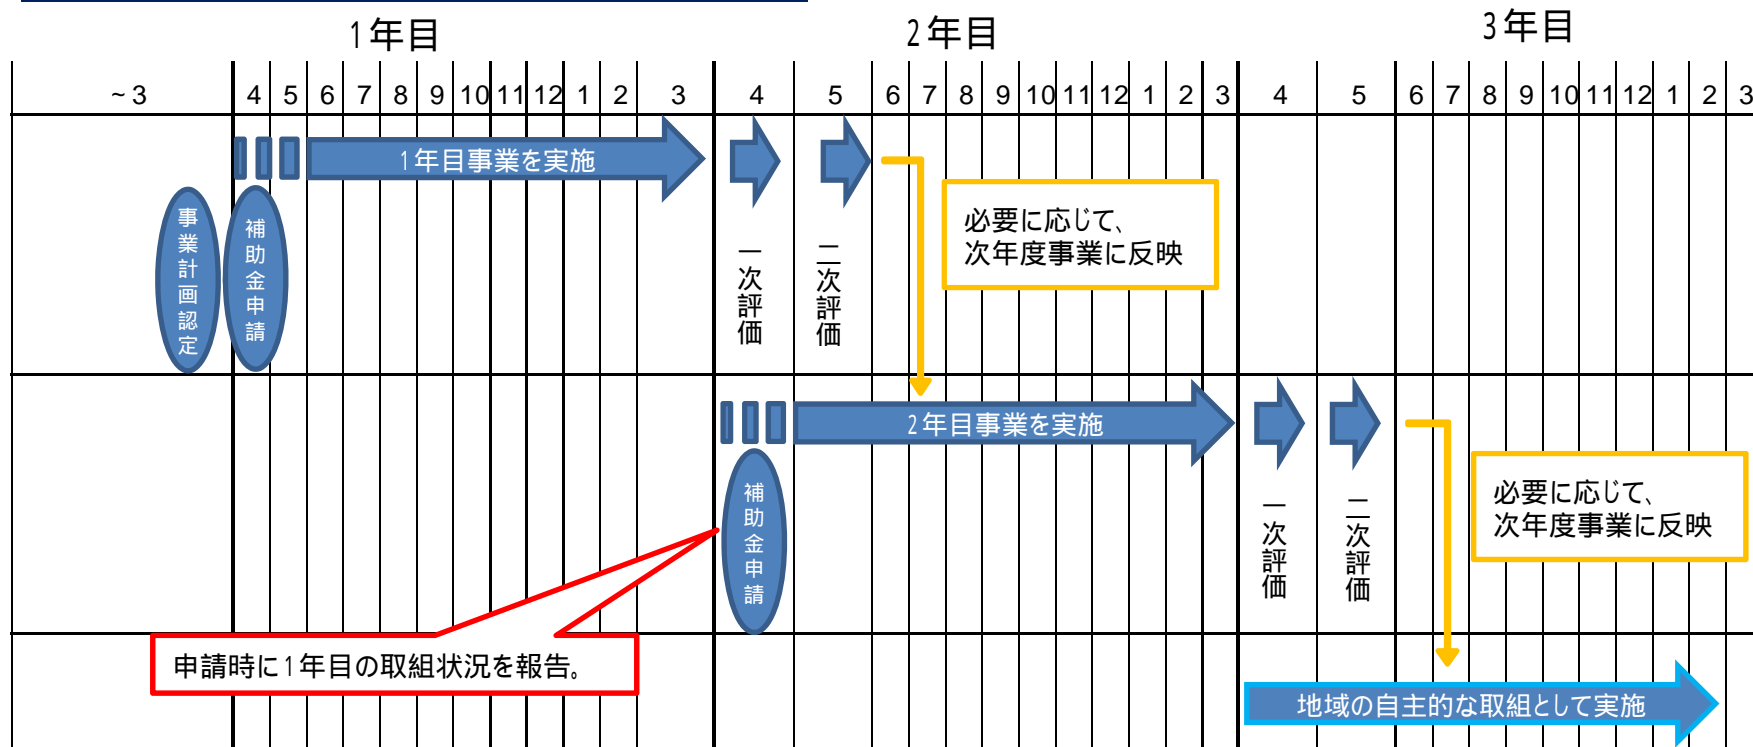 1年目
2年目
3年目
~3 4 5 6 7 8 9 10 11 12 1 2 3 4 5 6 7 8 9 10 11 12 1 2 3 4 5 6 7 8 9 10 11 12 1 2 3
1年目事業を実施
事業計画認定
補助金申請
一次評価
二次評価
必要に応じて、
次年度事業に反映
2年目事業を実施
補助金申請
一次評価
二次評価
必要に応じて、
次年度事業に反映
申請時に1年目の取組状況を報告。
地域の自主的な取組として実施